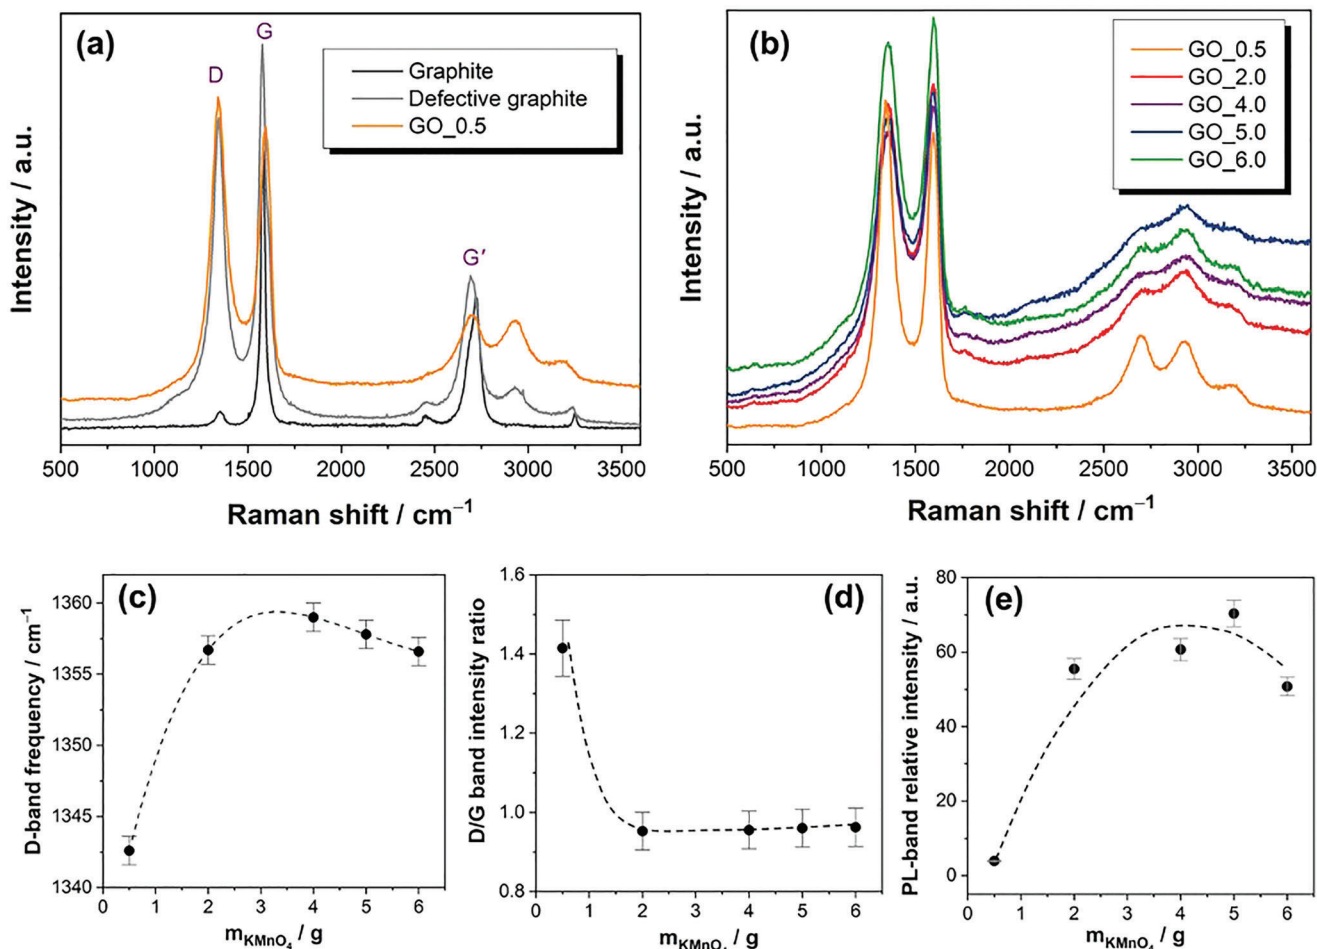 (a)
G
D
G′
Graphite
Defective graphite
GO_0.5
Intensity / a.u.
500 1000 1500 2000 2500 3000 3500
Raman shift / cm⁻¹
(b)
GO_0.5
GO_2.0
GO_4.0
GO_5.0
GO_6.0
Intensity / a.u.
500 1000 1500 2000 2500 3000 3500
Raman shift / cm⁻¹
(c)
D-band frequency / cm⁻¹
1360
1355
1350
1345
1340
0 1 2 3 4 5 6
mKMnO₄ / g
(d)
D/G band intensity ratio
1.6
1.4
1.2
1.0
0.8
0 1 2 3 4 5 6
mKMnO₄ / g
(e)
PL-band relative intensity / a.u.
80
60
40
20
0
0 1 2 3 4 5 6
mKMnO₄ / g